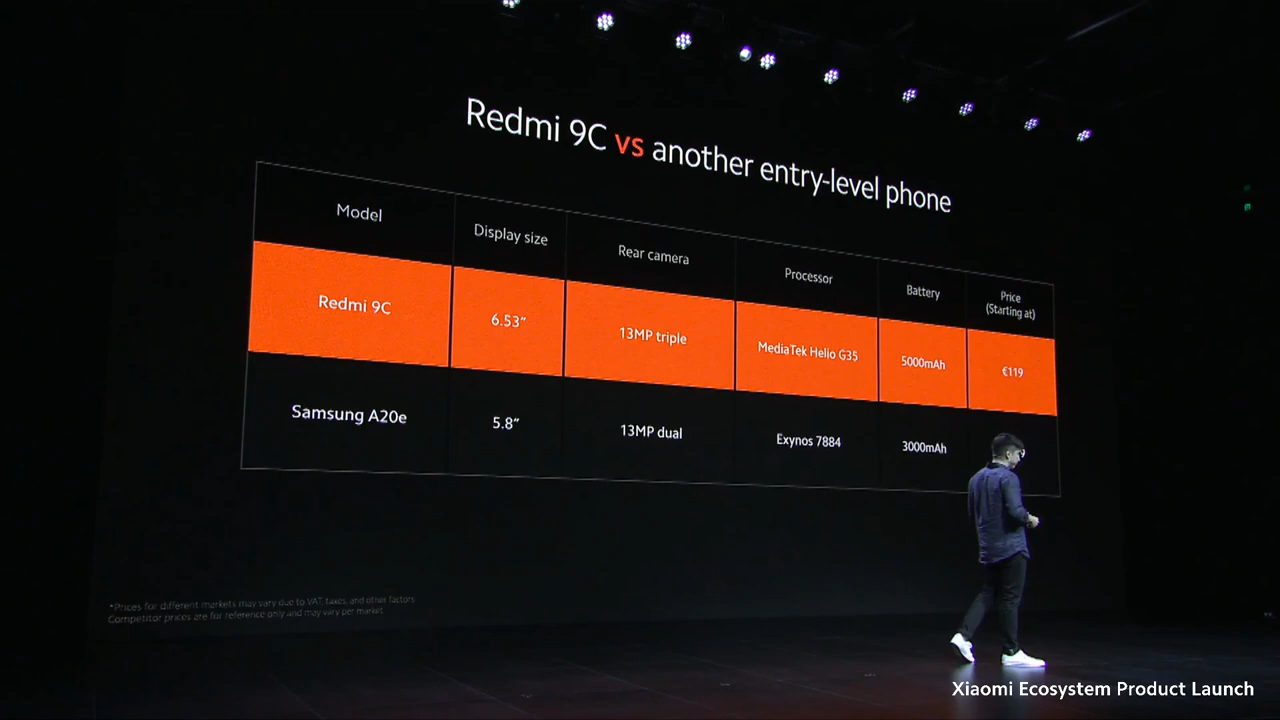 Redmi 9C vs another entry-level phone
Model
Display size
Rear camera
Processor
Battery
Price
(Starting at)
Redmi 9C
6.53”
13MP triple
MediaTek Helio G35
5000mAh
€119
Samsung A20e
5.8”
13MP dual
Exynos 7884
3000mAh
*Prices for different markets may vary due to VAT, taxes, and other factors
Competitor prices are for reference only and may vary per market
Xiaomi Ecosystem Product Launch